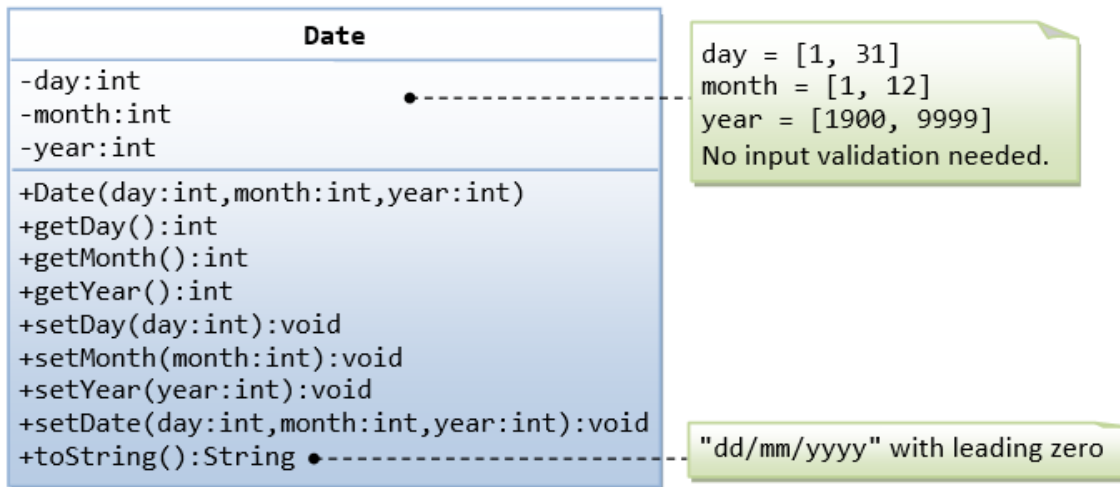 Date
-day:int
-month:int
-year:int
day = [1, 31]
month = [1, 12]
year = [1900, 9999]
No input validation needed.
+Date(day:int,month:int,year:int)
+getDay():int
+getMonth():int
+getYear():int
+setDay(day:int):void
+setMonth(month:int):void
+setYear(year:int):void
+setDate(day:int,month:int,year:int):void
+toString():String
"dd/mm/yyyy" with leading zero